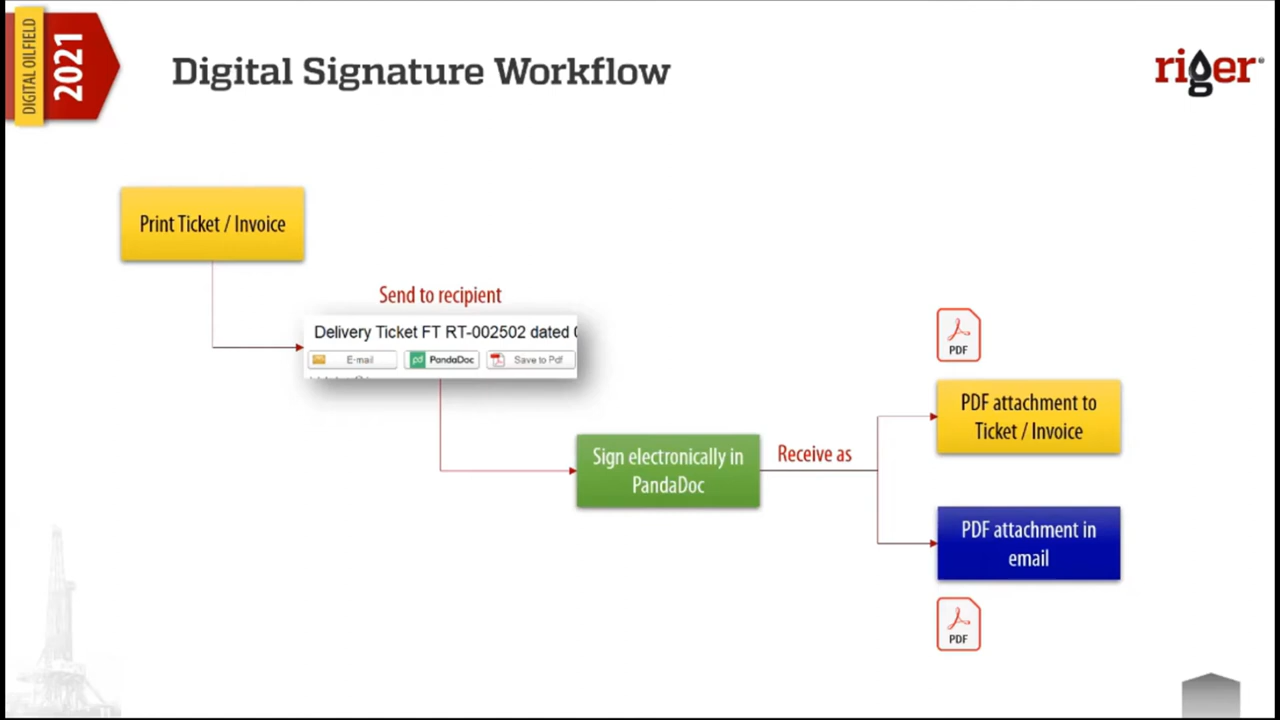 DIGITAL OILFIELD
2021
Digital Signature Workflow
riger®
Print Ticket / Invoice
Send to recipient
Delivery Ticket FT RT-002502 dated
E-mail
pd PandaDoc
Save to Pdf
Sign electronically in
PandaDoc
Receive as
PDF
PDF attachment to
Ticket / Invoice
PDF attachment in
email
PDF